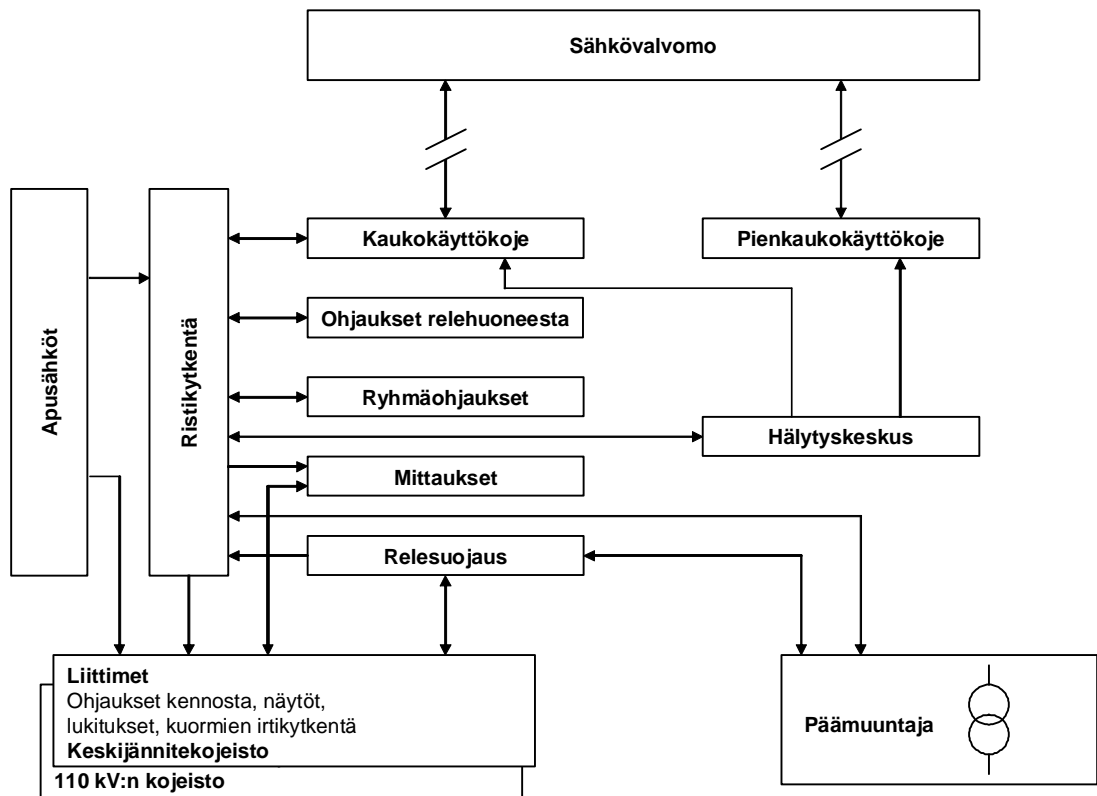 Sähkövalvomo
Kaukokäyttökoje
Pienkaukokäyttökoje
Apusähköt
Ristikytkentä
Ohjaukset relehuoneesta
Ryhmäohjaukset
Hälytyskeskus
Mittaukset
Relesuojaus
Liittimet
Ohjaukset kennosta, näytöt,
lukitukset, kuormien irtikytkentä
Keskijännitekojeisto
110 kV:n kojeisto
Päämuuntaja